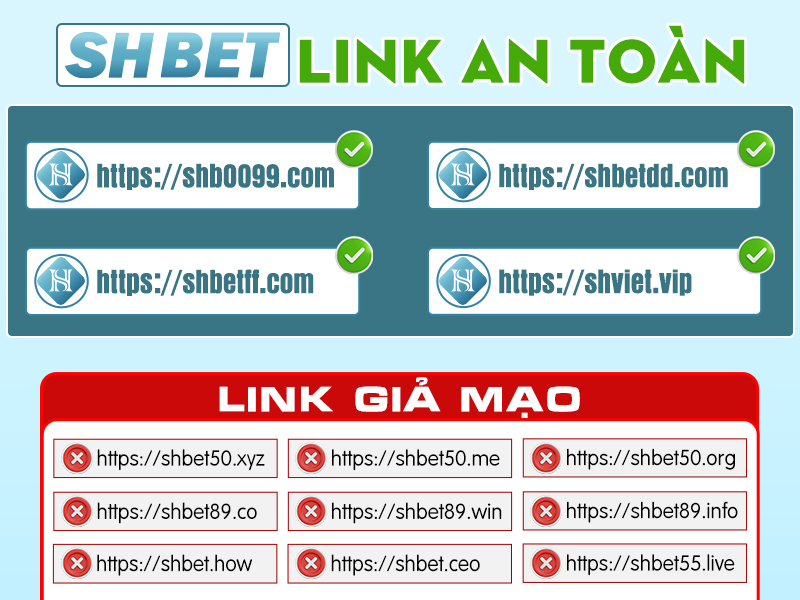 SHBET LINK AN TOÀN
https://shb0099.com https://shbetdd.com
https://shbetff.com https://shviet.vip
LINK GIẢ MẠO
https://shbet50.xyz https://shbet50.me https://shbet50.org
https://shbet89.co https://shbet89.win https://shbet89.info
https://shbet.how https://shbet.ceo https://shbet55.live